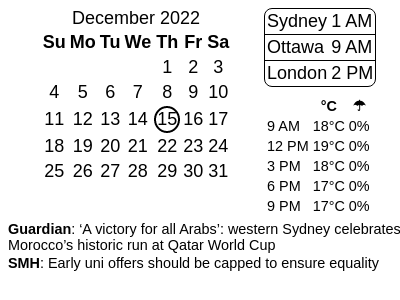 December 2022
Su Mo Tu We Th Fr Sa
1 2 3
4 5 6 7 8 9 10
11 12 13 14 15 16 17
18 19 20 21 22 23 24
25 26 27 28 29 30 31
Sydney 1 AM
Ottawa 9 AM
London 2 PM
°C ☂
9 AM 18°C 0%
12 PM 19°C 0%
3 PM 18°C 0%
6 PM 17°C 0%
9 PM 17°C 0%
Guardian: ‘A victory for all Arabs’: western Sydney celebrates
Morocco’s historic run at Qatar World Cup
SMH: Early uni offers should be capped to ensure equality